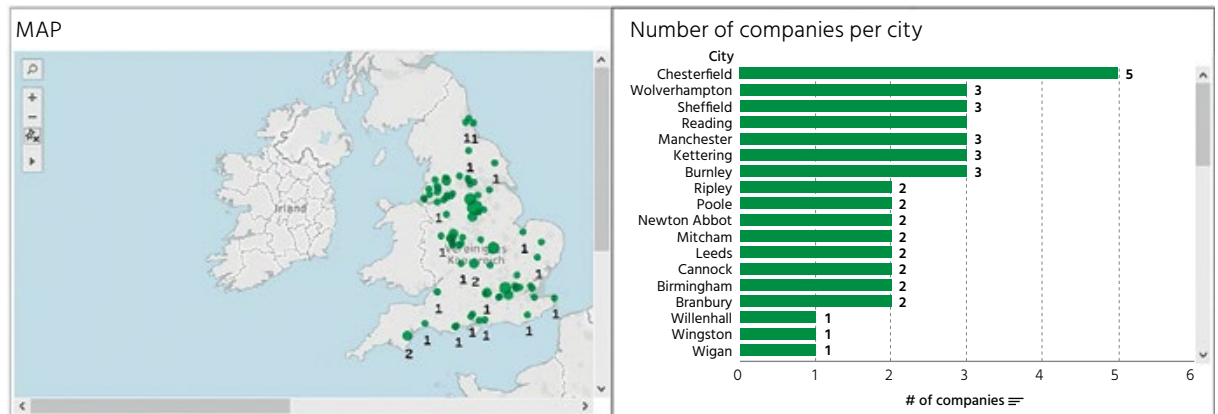 MAP
Irland
Vereinigtes
Königreich
11
1
1
1
1
1
1
1 2
1
1
1
1
1
1
1
1
2
Number of companies per city
City
Chesterfield 5
Wolverhampton 3
Sheffield 3
Reading
Manchester 3
Kettering 3
Burnley 3
Ripley 2
Poole 2
Newton Abbot 2
Mitcham 2
Leeds 2
Cannock 2
Birmingham 2
Branbury 2
Willenhall 1
Wingston 1
Wigan 1
0 1 2 3 4 5 6
# of companies